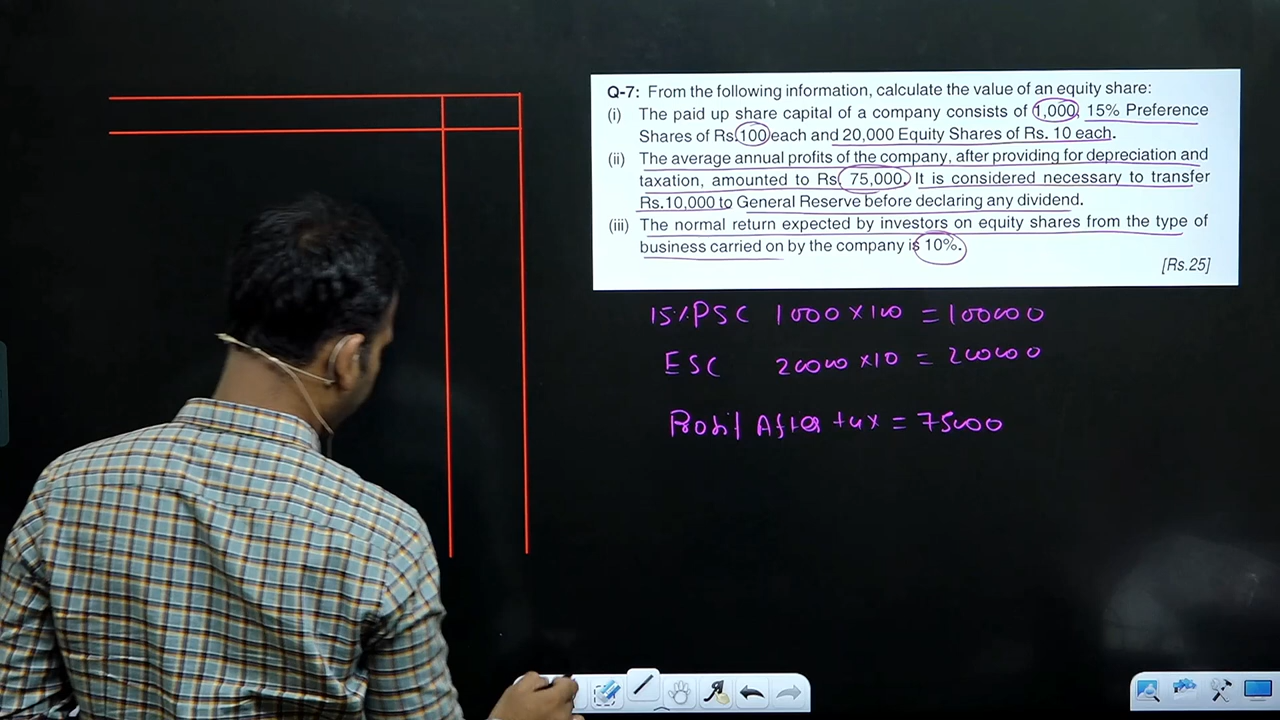 Q-7: From the following information, calculate the value of an equity share:
(i) The paid up share capital of a company consists of 1,000, 15% Preference
Shares of Rs.100 each and 20,000 Equity Shares of Rs. 10 each.
(ii) The average annual profits of the company, after providing for depreciation and
taxation, amounted to Rs. 75,000. It is considered necessary to transfer
Rs.10,000 to General Reserve before declaring any dividend.
(iii) The normal return expected by investors on equity shares from the type of
business carried on by the company is 10%.
[Rs.25]
15% PSC 1000 × 100 = 100000
ESC 20000 × 10 = 200000
Profit After tax = 75000